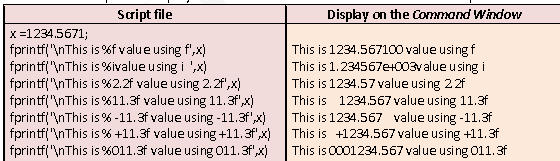 Script file Display on the Command Window
x =1234.5671;
fprintf('\nThis is %f value using f',x) This is 1234.567100 value using f
fprintf('\nThis is %ivalue using i ',x) This is 1.234567e+003value using i
fprintf('\nThis is %2.2f value using 2.2f',x) This is 1234.57 value using 2.2f
fprintf('\nThis is %11.3f value using 11.3f',x) This is    1234.567 value using 11.3f
fprintf('\nThis is % -11.3f value using -11.3f',x) This is 1234.567    value using -11.3f
fprintf('\nThis is % +11.3f value using +11.3f',x) This is   +1234.567 value using +11.3f
fprintf('\nThis is %011.3f value using 011.3f',x) This is 0001234.567 value using 011.3f